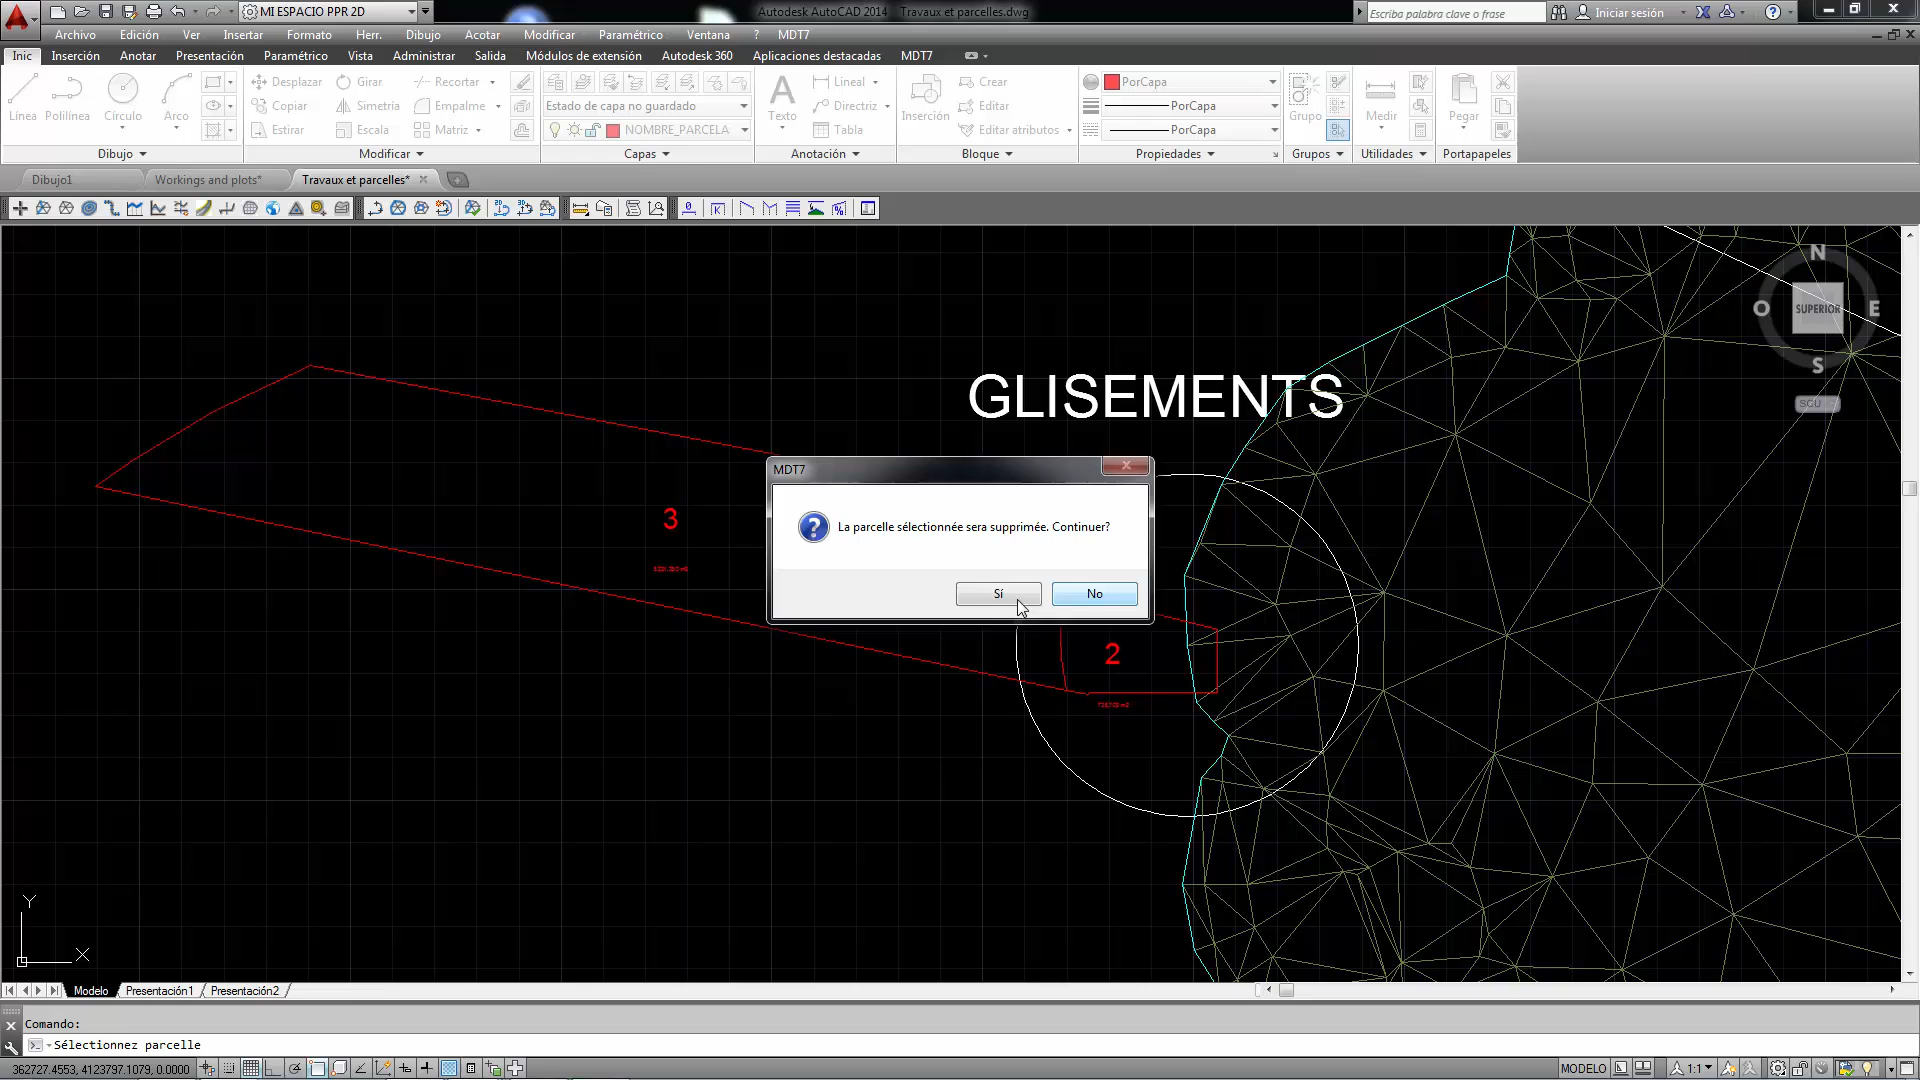 MI ESPACIO PPR 2D
Autodesk AutoCAD 2014 Travaux et parcelles.dwg
Escriba palabra clave o frase
Iniciar sesión
Archivo Edición Ver Insertar Formato Herr. Dibujo Acotar Modificar Paramétrico Ventana ? MDT7
Inic Inserción Anotar Presentación Paramétrico Vista Administrar Salida Módulos de extensión Autodesk 360 Aplicaciones destacadas MDT7
Línea Polilínea Círculo Arco
Dibujo
Desplazar Girar Recortar
Copiar Simetría Empalme
Estirar Escala Matriz
Modificar
Estado de capa no guardado
NOMBRE_PARCELA
Capas
Texto
Lineal
Directriz
Tabla
Anotación
Inserción
Crear
Editar
Editar atributos
Bloque
PorCapa
PorCapa
PorCapa
Propiedades
Grupo
Grupos
Medir
Utilidades
Pegar
Portapapeles
Dibujo1 Workings and plots* Travaux et parcelles*
N
O SUPERIOR E
S
SCU
GLISEMENTS
MDT7
La parcelle sélectionnée sera supprimée. Continuer?
Sí No
3
2
Y
X
Modelo Presentación1 Presentación2
Comando:
Sélectionnez parcelle
362727.4553, 4123797.1079, 0.0000
MODELO
1:1